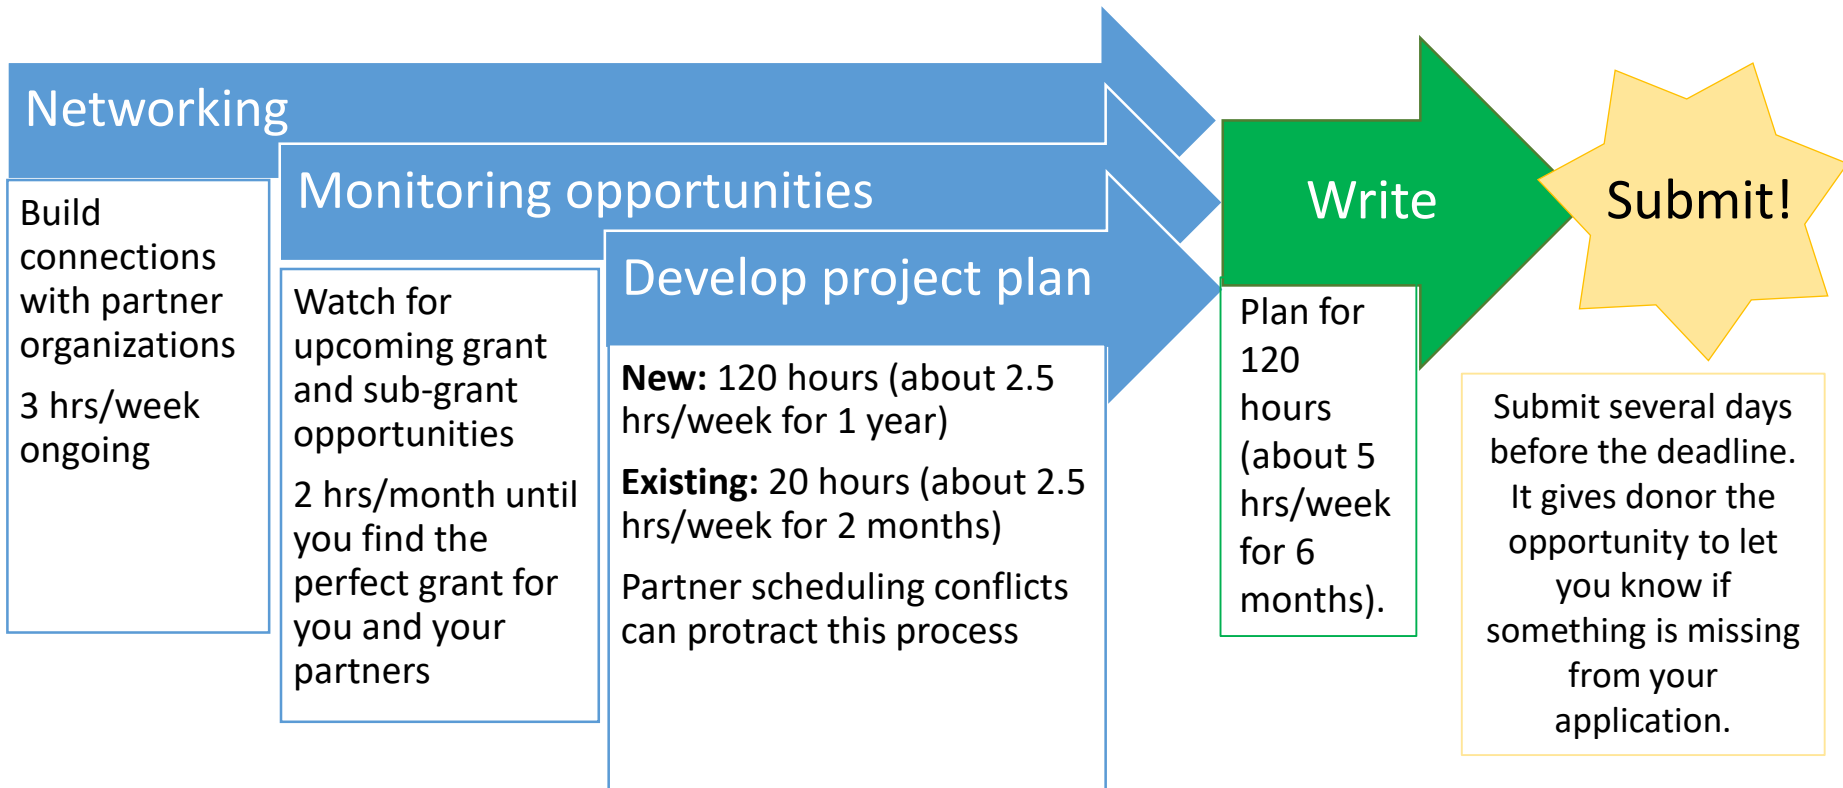 Networking
Build
connections
with partner
organizations
3 hrs/week
ongoing
Monitoring opportunities
Watch for
upcoming grant
and sub-grant
opportunities
2 hrs/month until
you find the
perfect grant for
you and your
partners
Develop project plan
New: 120 hours (about 2.5
hrs/week for 1 year)
Existing: 20 hours (about 2.5
hrs/week for 2 months)
Partner scheduling conflicts
can protract this process
Write
Plan for
120
hours
(about 5
hrs/week
for 6
months).
Submit!
Submit several days
before the deadline.
It gives donor the
opportunity to let
you know if
something is missing
from your
application.